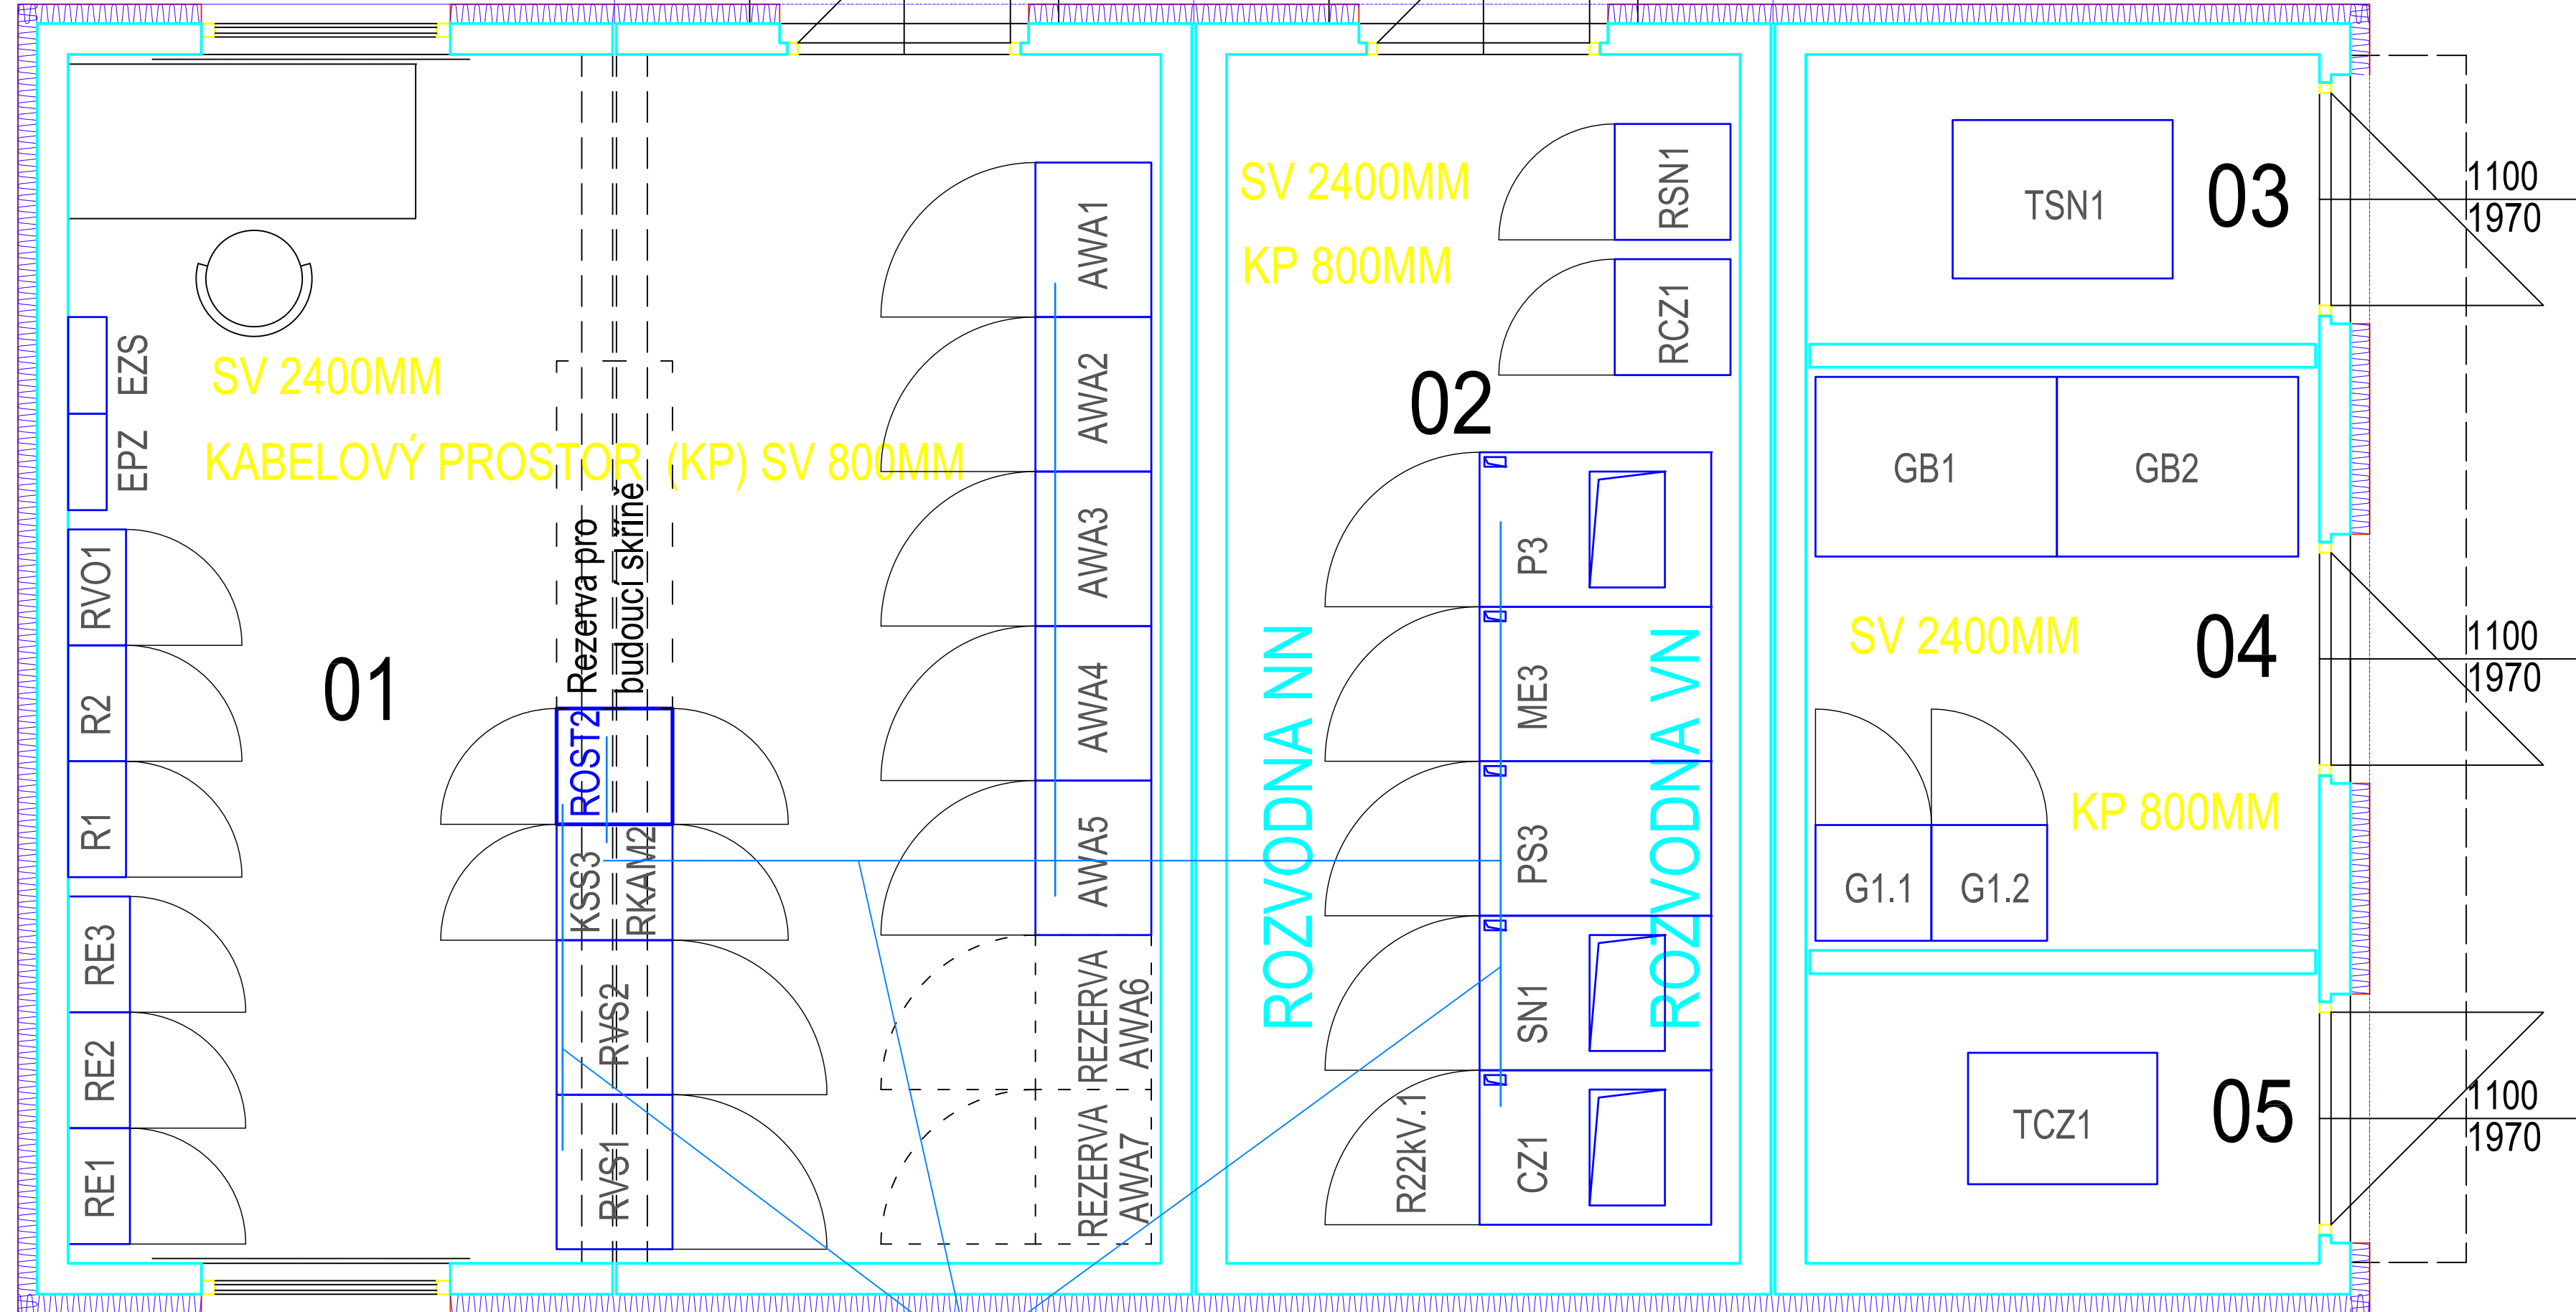 01
SV 2400MM
KABELOVÝ PROSTOR (KP) SV 800MM
EZS
EPZ
RVO1
R2
R1
RE3
RE2
RE1
Rezerva pro
budoucí skříně
ROST2
KSS3
RKAM2
RVS2
RVS1
AWA1
AWA2
AWA3
AWA4
AWA5
REZERVA
AWA6
REZERVA
AWA7
02
SV 2400MM
KP 800MM
RSN1
RCZ1
ROZVODNA NN
ROZVODNA VN
P3
ME3
PS3
SN1
CZ1
R22kV.1
03
TSN1
1100
1970
GB1
GB2
04
SV 2400MM
KP 800MM
G1.1
G1.2
1100
1970
05
TCZ1
1100
1970